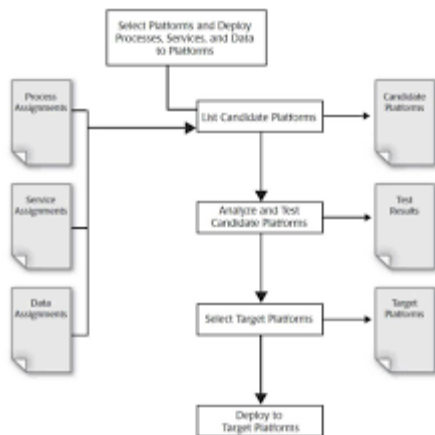 Select Platforms and Deploy
Processes, Services, and Data
to Platforms
Process
Assignments
List Candidate Platforms
Candidate
Platforms
Service
Assignments
Analyze and Test
Candidate Platforms
Test
Results
Data
Assignments
Select Target Platforms
Target
Platforms
Deploy to
Target Platforms